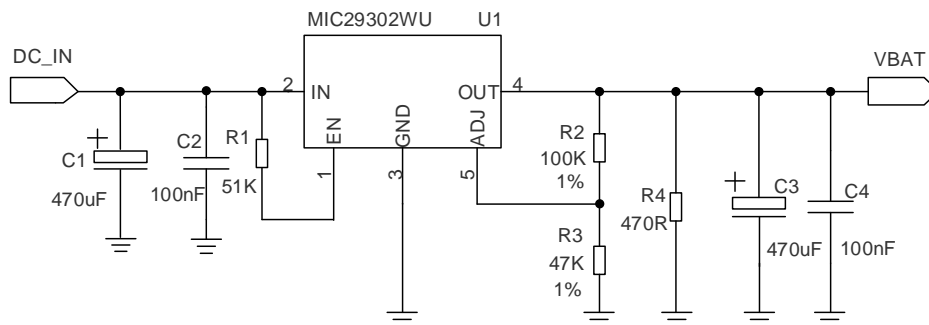 MIC29302WU U1
DC_IN
VBAT
2 IN
OUT 4
EN
GND
ADJ
1
3
5
+
C1
470uF
C2
100nF
R1
51K
R2
100K
1%
R3
47K
1%
R4
470R
+
C3
470uF
C4
100nF